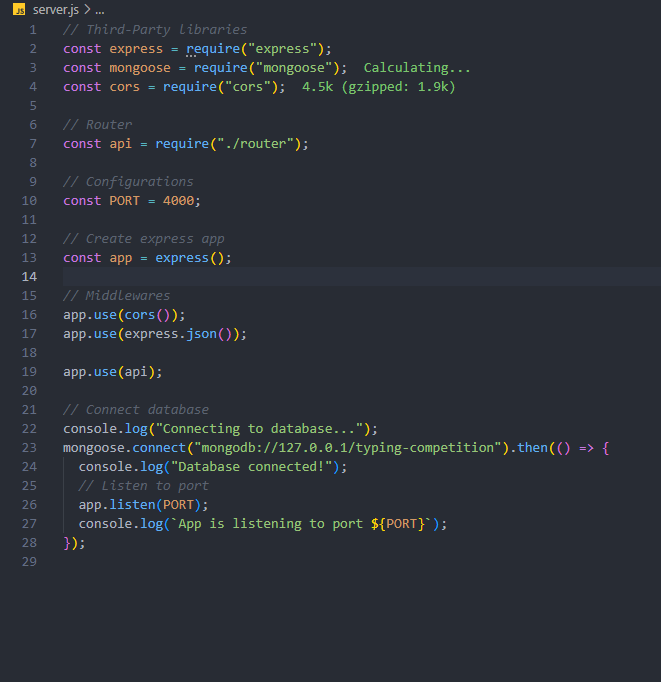 JS server.js > ...
1 // Third-Party libraries
2 const express = require("express");
3 const mongoose = require("mongoose");  Calculating...
4 const cors = require("cors");  4.5k (gzipped: 1.9k)
5
6 // Router
7 const api = require("./router");
8
9 // Configurations
10 const PORT = 4000;
11
12 // Create express app
13 const app = express();
14
15 // Middlewares
16 app.use(cors());
17 app.use(express.json());
18
19 app.use(api);
20
21 // Connect database
22 console.log("Connecting to database...");
23 mongoose.connect("mongodb://127.0.0.1/typing-competition").then(() => {
24   console.log("Database connected!");
25   // Listen to port
26   app.listen(PORT);
27   console.log(`App is listening to port ${PORT}`);
28 });
29